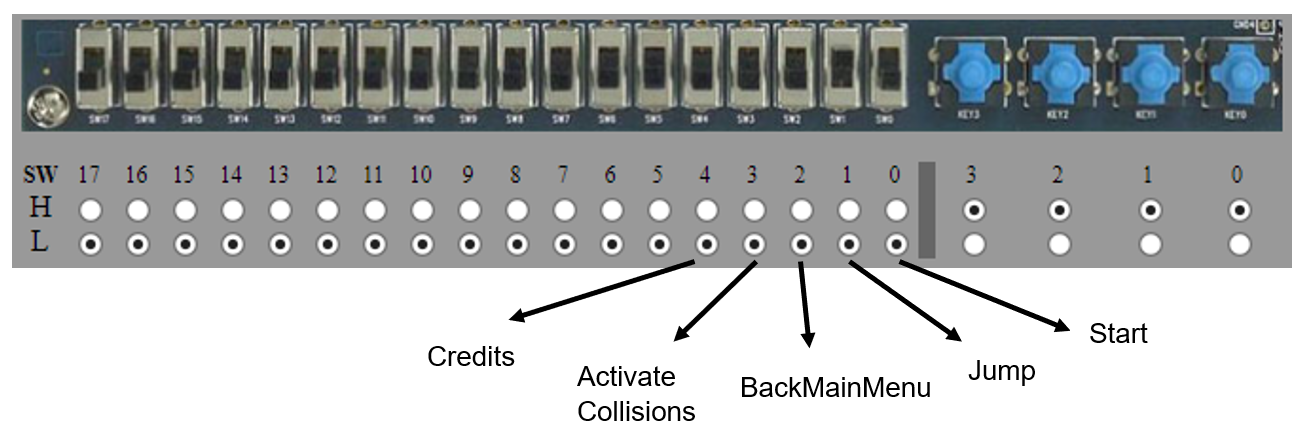 SW17 SW16 SW15 SW14 SW13 SW12 SW11 SW10 SW9 SW8 SW7 SW6 SW5 SW4 SW3 SW2 SW1 SW0 KEY3 KEY2 KEY1 KEY0
SW 17 16 15 14 13 12 11 10 9 8 7 6 5 4 3 2 1 0 3 2 1 0
H
L
Start
Credits
Activate
Collisions
BackMainMenu
Jump